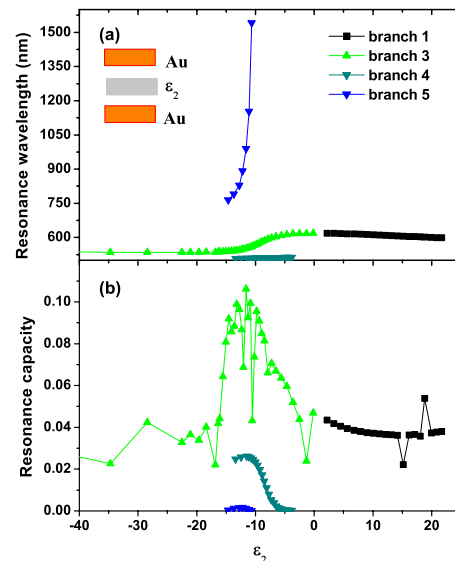 (a)
Au
ε2
Au
branch 1
branch 3
branch 4
branch 5
Resonance wavelength (nm)
1500
1350
1200
1050
900
750
600
(b)
Resonance capacity
0.10
0.08
0.06
0.04
0.02
0.00
-40 -30 -20 -10 0 10 20
ε2